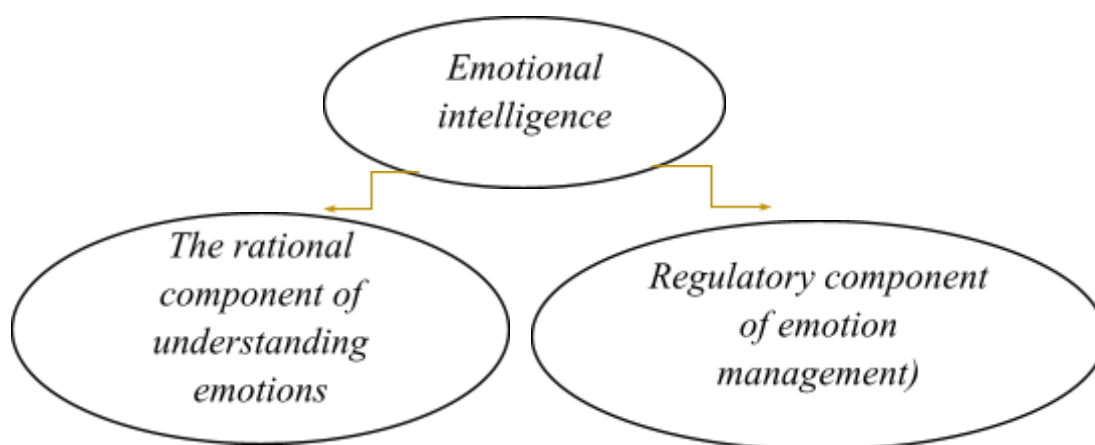 Emotional
intelligence
The rational
component of
understanding
emotions
Regulatory component
of emotion
management)